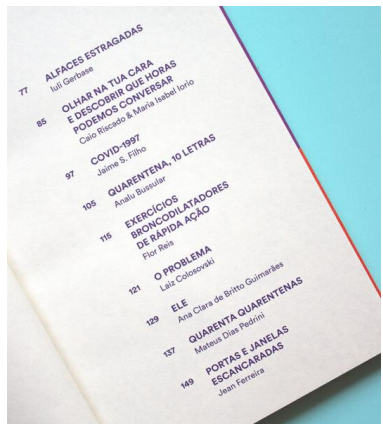 77 ALFACES ESTRAGADAS
Iuli Gerbase
85 OLHAR NA TUA CARA
E DESCOBRIR QUE HORAS
PODEMOS CONVERSAR
Caio Riscado & Maria Isabel Iorio
97 COVID-1997
Jaime S. Filho
105 QUARENTENA, 10 LETRAS
Analu Bussular
115 EXERCÍCIOS
BRONCODILATADORES
DE RÁPIDA AÇÃO
Flor Reis
121 O PROBLEMA
Laiz Colosovski
129 ELE
Ana Clara de Britto Guimarães
137 QUARENTA QUARENTENAS
Mateus Dias Pedrini
149 PORTAS E JANELAS
ESCANCARADAS
Jean Ferreira